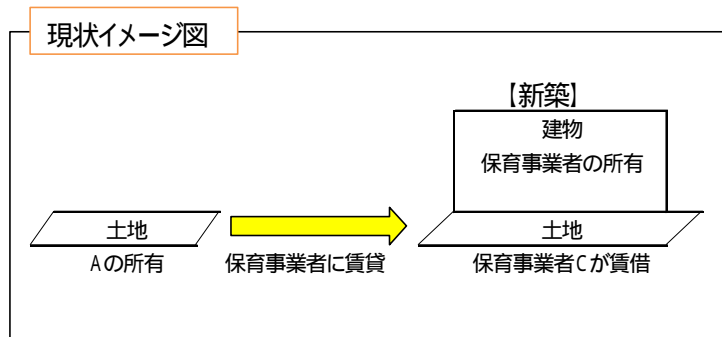 現状イメージ図
【新築】
建物
保育事業者の所有
土地
土地
Aの所有
保育事業者に賃貸
保育事業者Cが賃借